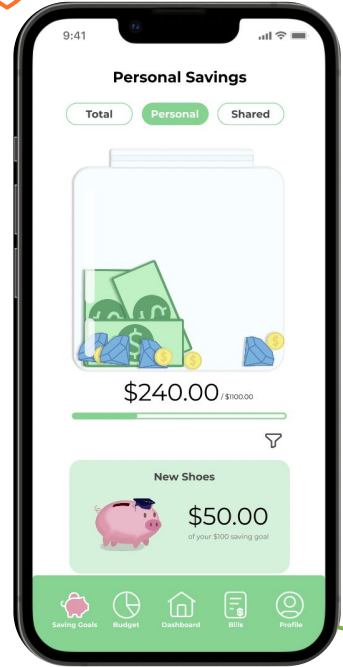 9:41
Personal Savings
Total Personal Shared
$
$
$
$
$240.00 / $1100.00
New Shoes
$50.00
of your $100 saving goal
Saving Goals Budget Dashboard Bills Profile